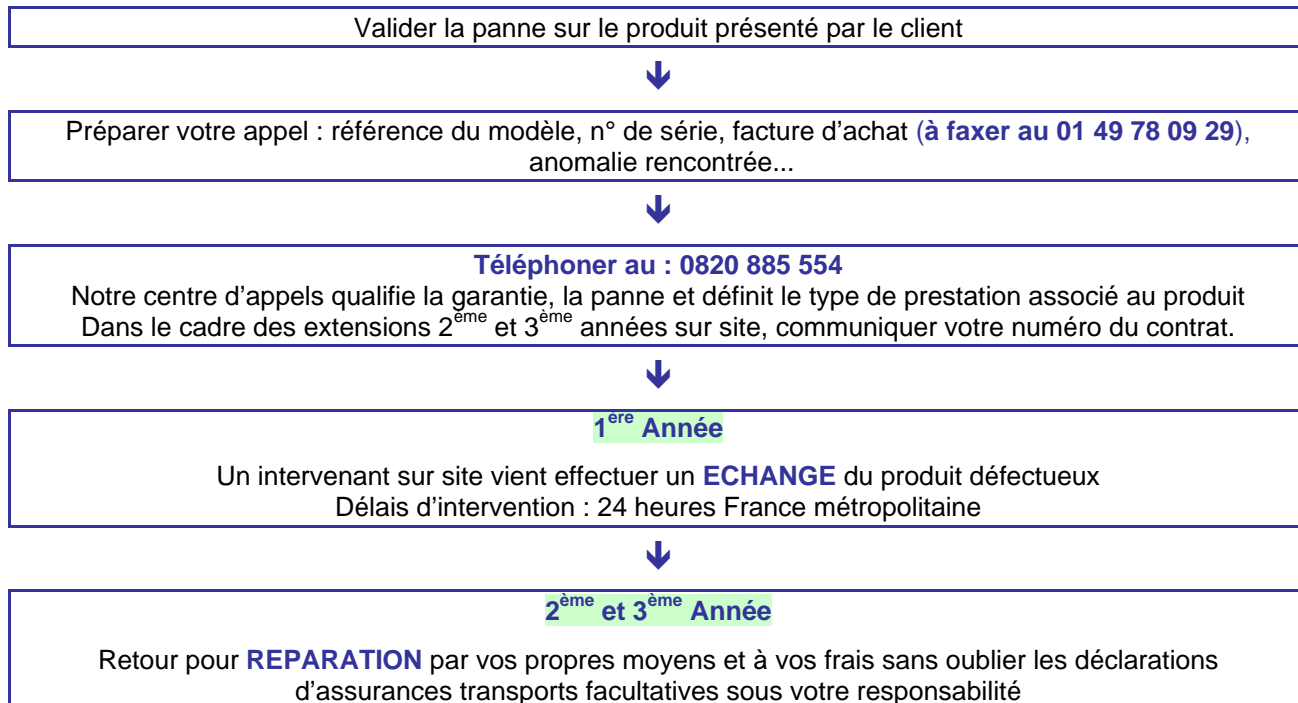 Valider la panne sur le produit présenté par le client
Préparer votre appel : référence du modèle, n° de série, facture d'achat (à faxer au 01 49 78 09 29),
anomalie rencontrée...
Téléphoner au : 0820 885 554
Notre centre d'appels qualifie la garantie, la panne et définit le type de prestation associé au produit
Dans le cadre des extensions 2ème et 3ème années sur site, communiquer votre numéro du contrat.
1ère Année
Un intervenant sur site vient effectuer un ECHANGE du produit défectueux
Délais d'intervention : 24 heures France métropolitaine
2ème et 3ème Année
Retour pour REPARATION par vos propres moyens et à vos frais sans oublier les déclarations
d'assurances transports facultatives sous votre responsabilité